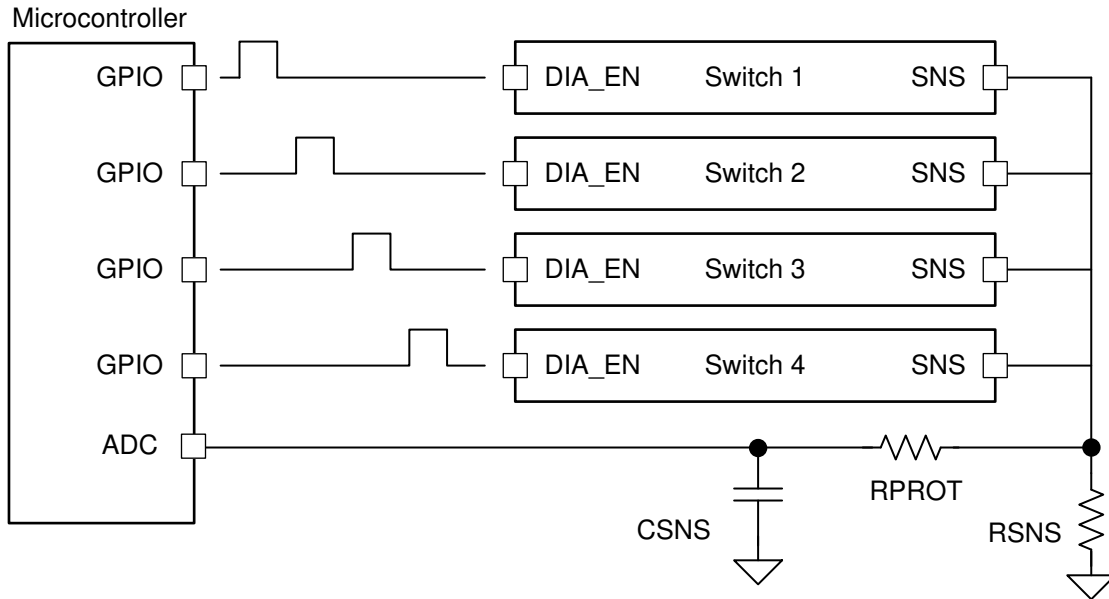 Microcontroller
GPIO DIA_EN Switch 1 SNS
GPIO DIA_EN Switch 2 SNS
GPIO DIA_EN Switch 3 SNS
GPIO DIA_EN Switch 4 SNS
ADC
RPROT
CSNS
RSNS